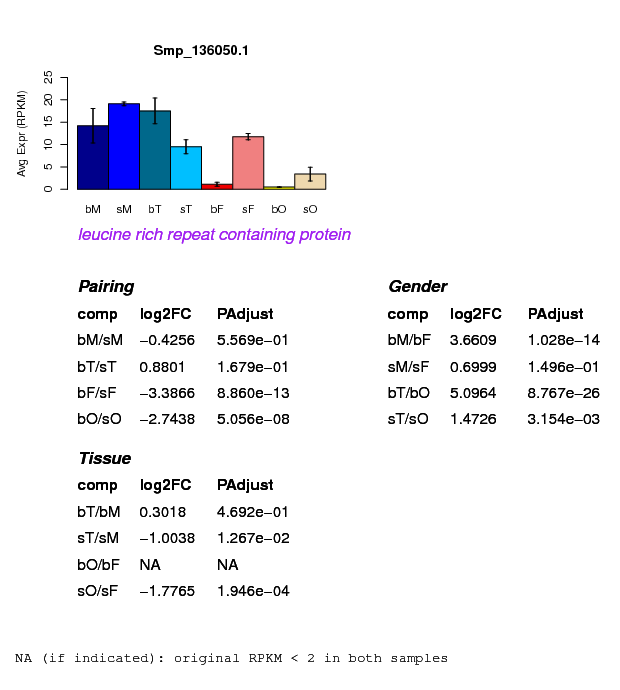 Smp_136050.1
Avg Expr (RPKM)
25
20
15
10
5
0
bM sM bT sT bF sF bO sO
leucine rich repeat containing protein
Pairing
comp log2FC PAdjust
bM/sM −0.4256 5.569e−01
bT/sT 0.8801 1.679e−01
bF/sF −3.3866 8.860e−13
bO/sO −2.7438 5.056e−08
Gender
comp log2FC PAdjust
bM/bF 3.6609 1.028e−14
sM/sF 0.6999 1.496e−01
bT/bO 5.0964 8.767e−26
sT/sO 1.4726 3.154e−03
Tissue
comp log2FC PAdjust
bT/bM 0.3018 4.692e−01
sT/sM −1.0038 1.267e−02
bO/bF NA NA
sO/sF −1.7765 1.946e−04
NA (if indicated): original RPKM < 2 in both samples